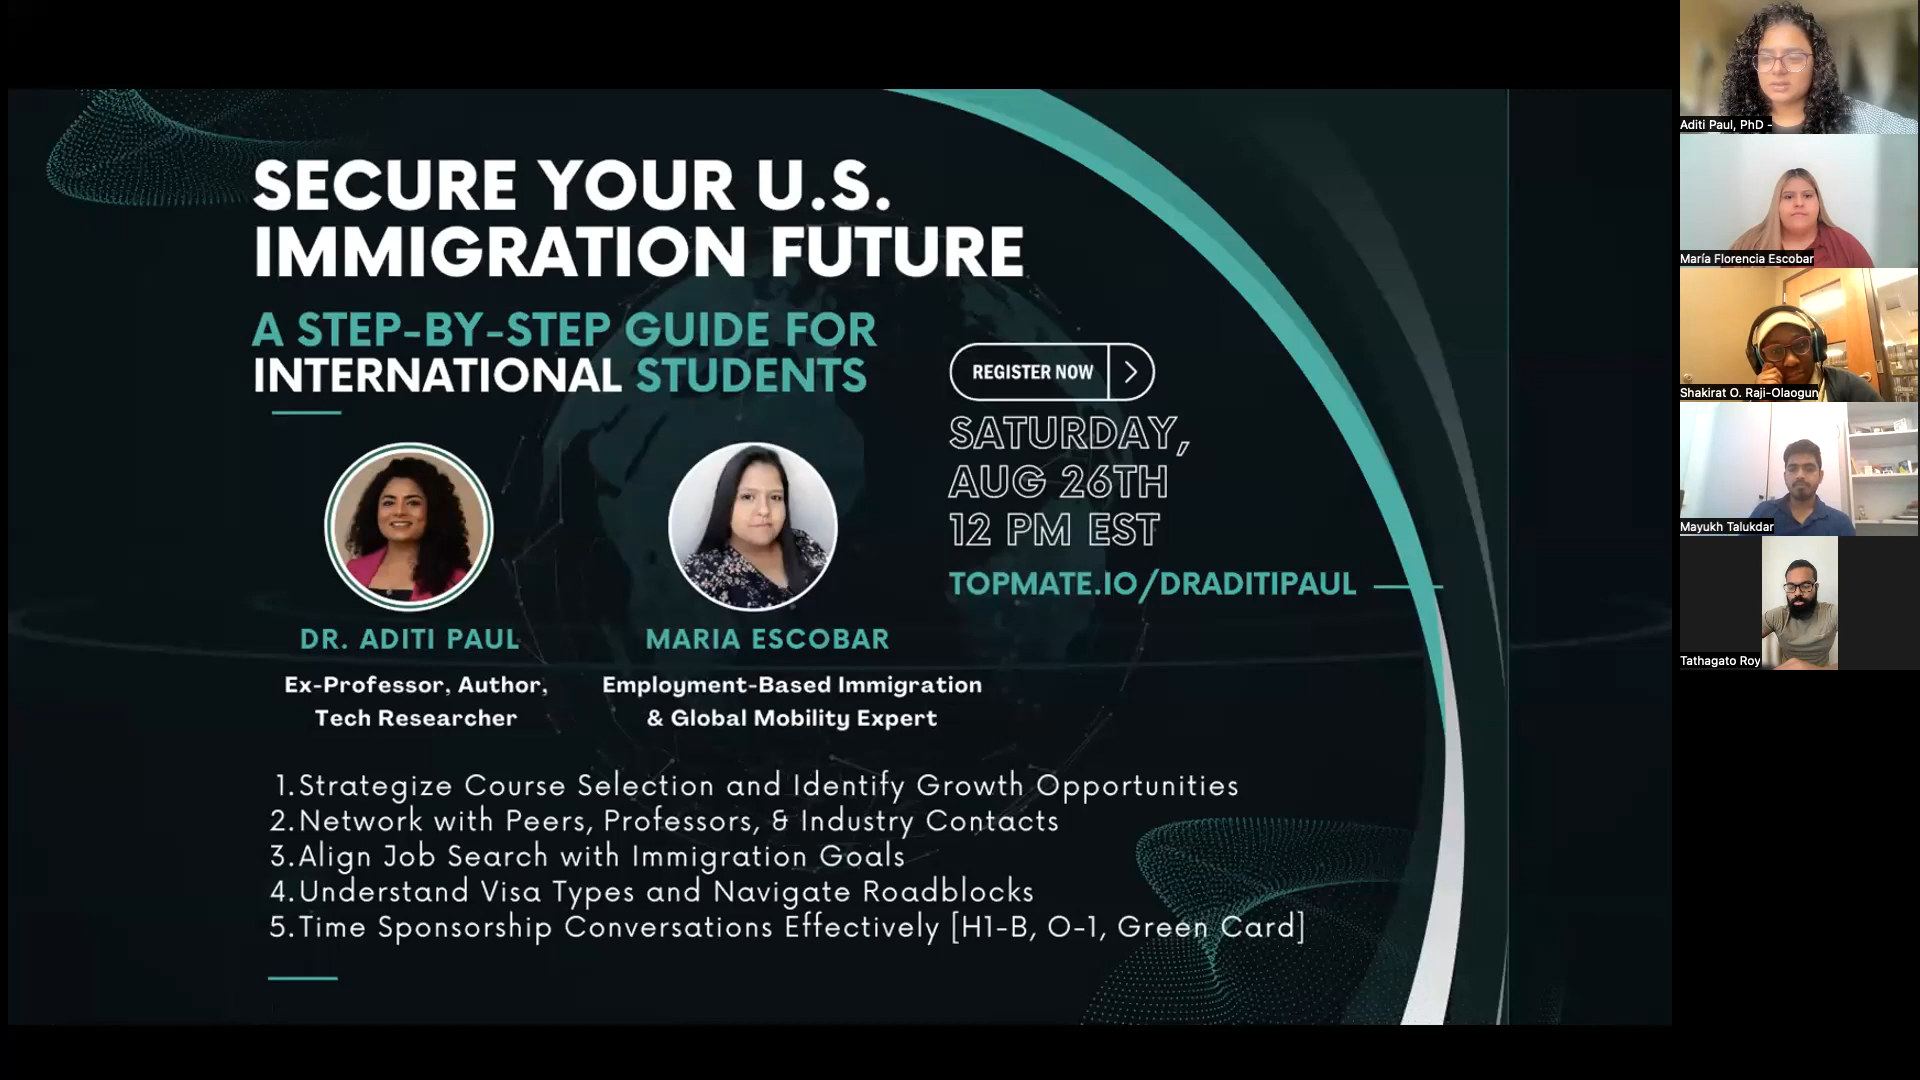 SECURE YOUR U.S.
IMMIGRATION FUTURE
A STEP-BY-STEP GUIDE FOR
INTERNATIONAL STUDENTS
REGISTER NOW
SATURDAY,
AUG 26TH
12 PM EST
TOPMATE.IO/DRADITIPAUL
DR. ADITI PAUL
Ex-Professor, Author,
Tech Researcher
MARIA ESCOBAR
Employment-Based Immigration
& Global Mobility Expert
1.Strategize Course Selection and Identify Growth Opportunities
2.Network with Peers, Professors, & Industry Contacts
3.Align Job Search with Immigration Goals
4.Understand Visa Types and Navigate Roadblocks
5.Time Sponsorship Conversations Effectively [H1-B, O-1, Green Card]
Aditi Paul, PhD -
María Florencia Escobar
Shakirat O. Raji-Olaogun
Mayukh Talukdar
Tathagato Roy